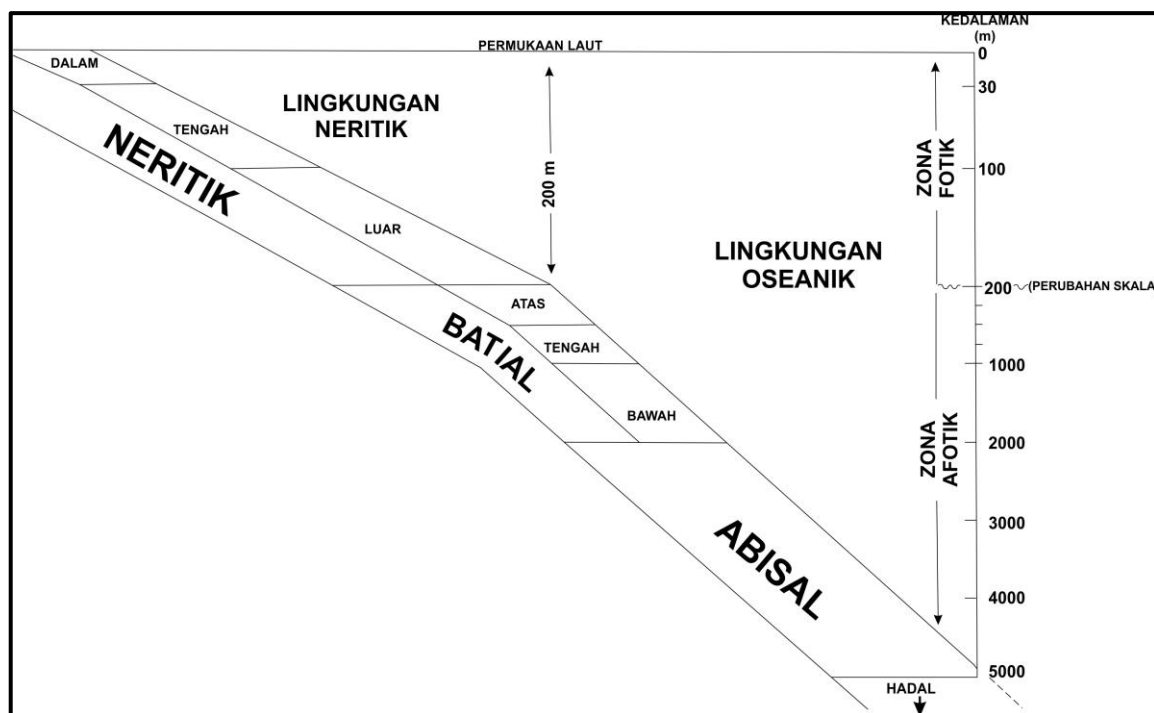 KEDALAMAN
(m)
PERMUKAAN LAUT
0
DALAM
30
LINGKUNGAN
NERITIK
TENGAH
NERITIK
200 m
ZONA
FOTIK
100
LUAR
LINGKUNGAN
OSEANIK
200
(PERUBAHAN SKALA
ATAS
BATIAL
TENGAH
1000
BAWAH
ZONA
AFOTIK
2000
3000
ABISAL
4000
5000
HADAL